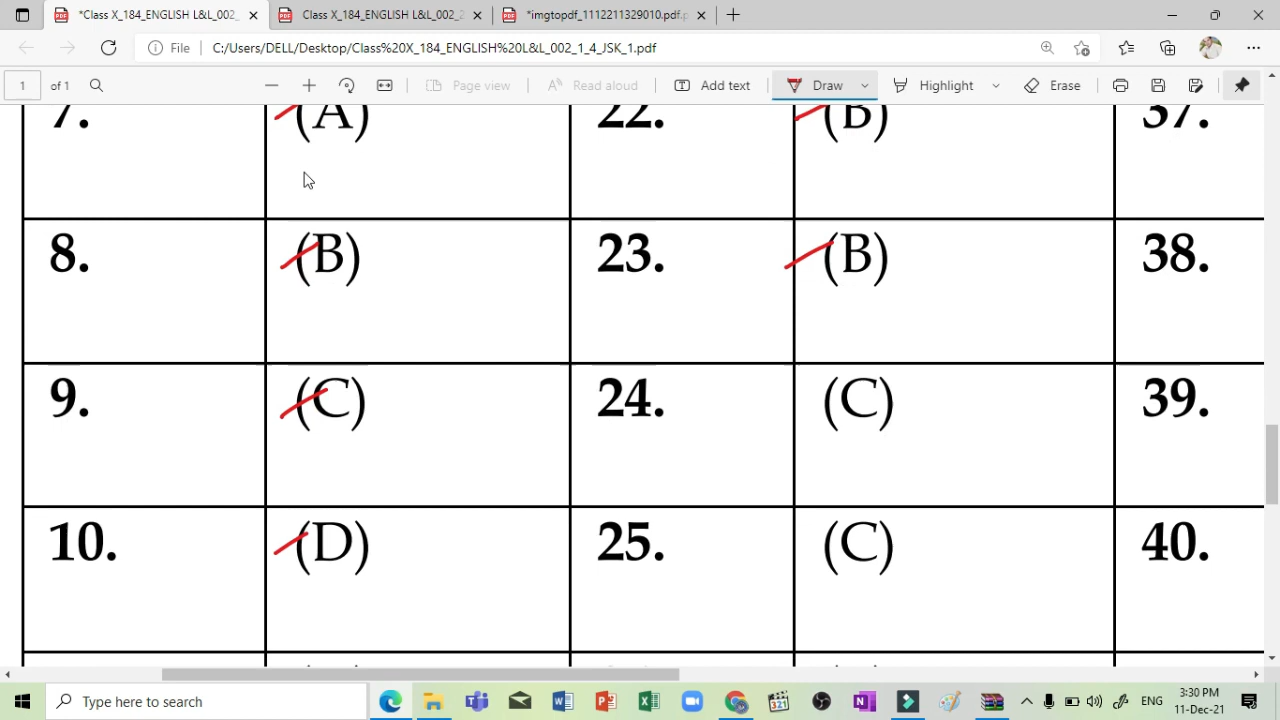 *Class X_184_ENGLISH L&L_002_
Class X_184_ENGLISH L&L_002_2
*imgtopdf_1112211329010.pdf.p
File
C:/Users/DELL/Desktop/Class%20X_184_ENGLISH%20L&L_002_1_4_JSK_1.pdf
1 of 1
Page view
Read aloud
Add text
Draw
Highlight
Erase
7. (A) 22. (B) 37.
8. (B) 23. (B) 38.
9. (C) 24. (C) 39.
10. (D) 25. (C) 40.
Type here to search
ENG
3:30 PM
11-Dec-21